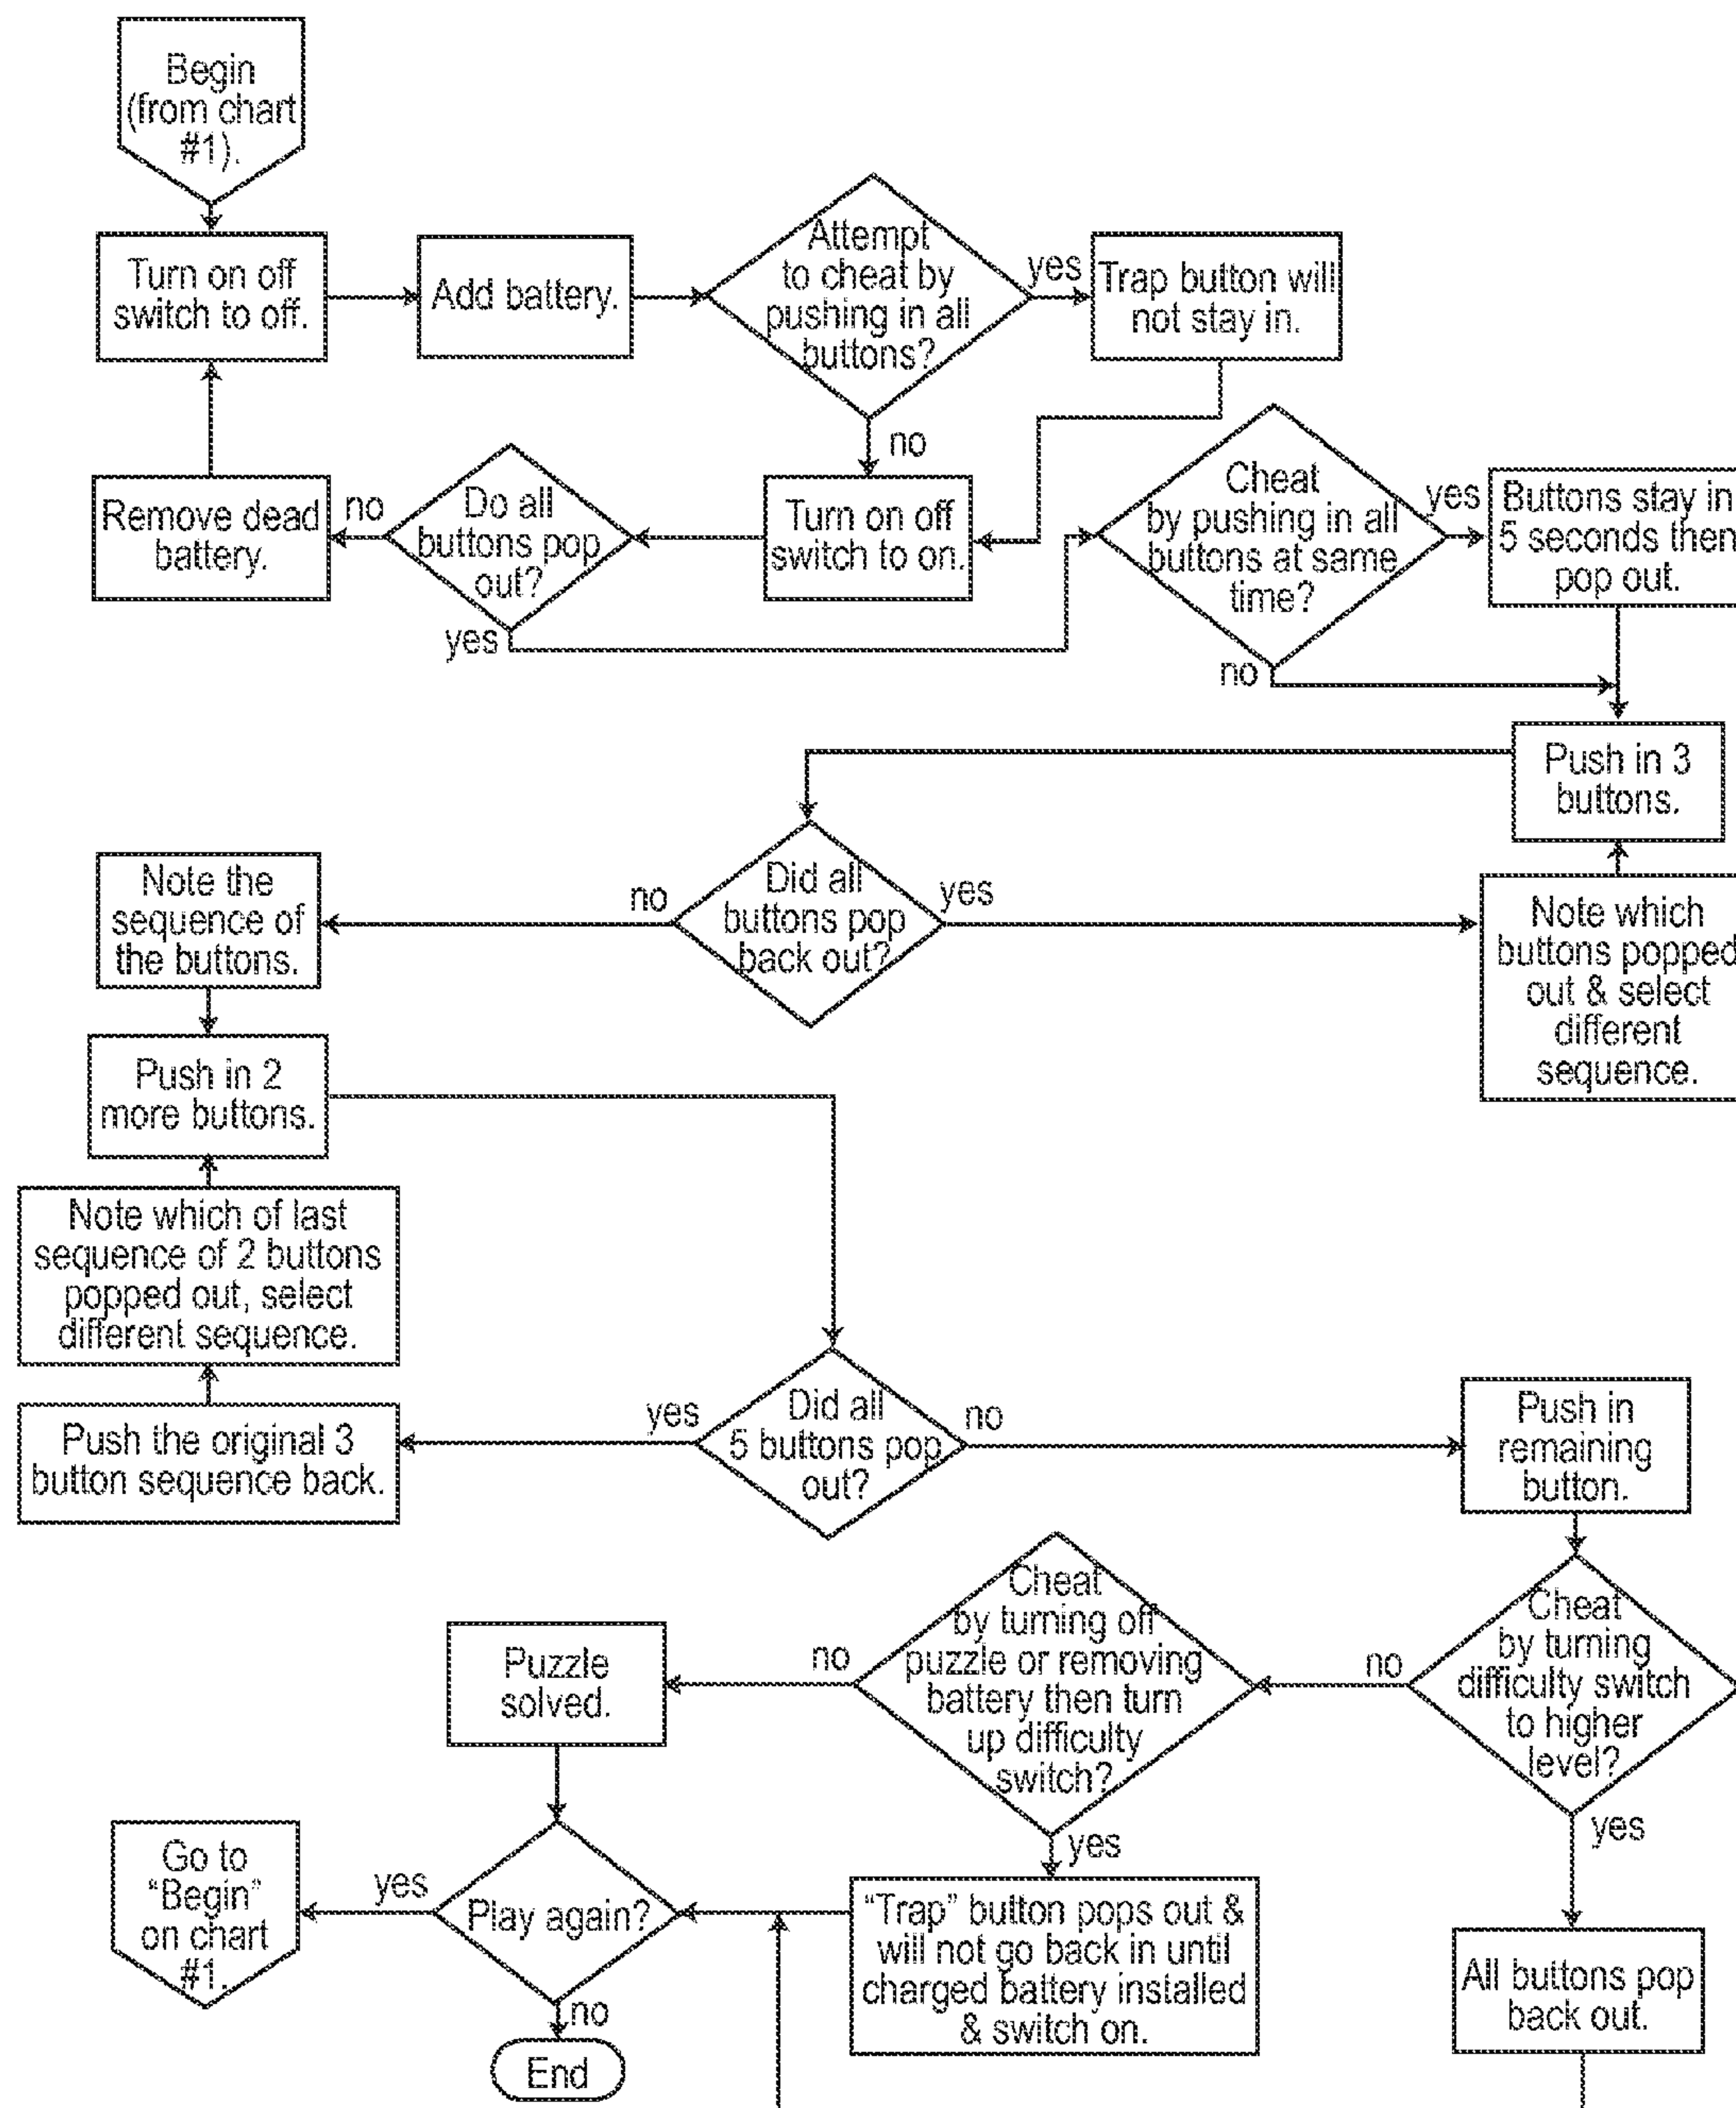 Begin
(from chart
#1).
Turn on off
switch to off.
Add battery.
Attempt
to cheat by
pushing in all
buttons?
yes
Trap button will
not stay in.
no
Remove dead
battery.
no
Do all
buttons pop
out?
yes
Turn on off
switch to on.
Cheat
by pushing in all
buttons at same
time?
yes
no
Buttons stay in
5 seconds then
pop out.
Push in 3
buttons.
Note the
sequence of
the buttons.
no
Did all
buttons pop
back out?
yes
Note which
buttons popped
out & select
different
sequence.
Push in 2
more buttons.
Note which of last
sequence of 2 buttons
popped out, select
different sequence.
Push the original 3
button sequence back.
yes
Did all
5 buttons pop
out?
no
Push in
remaining
button.
Cheat
by turning
difficulty switch
to higher
level?
no
yes
Cheat
by turning off
puzzle or removing
battery then turn
up difficulty
switch?
no
yes
Puzzle
solved.
Go to
“Begin”
on chart
#1.
yes
Play again?
no
End
“Trap” button pops out &
will not go back in until
charged battery installed
& switch on.
All buttons pop
back out.